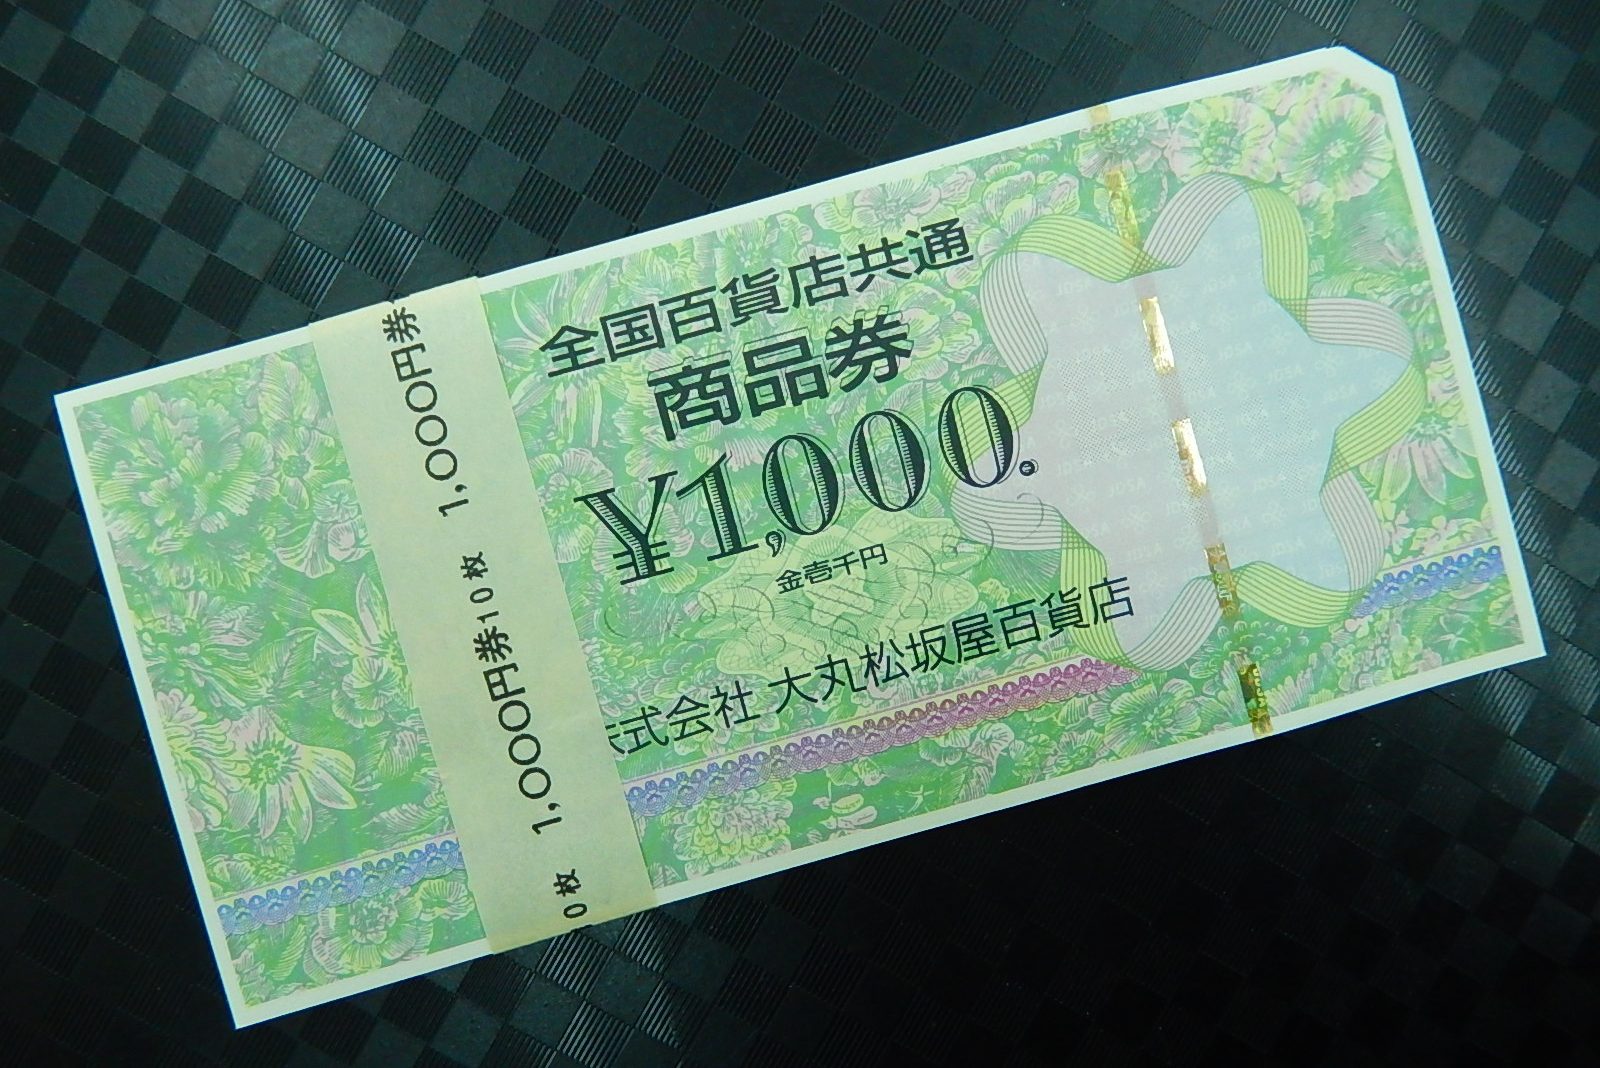 全国百貨店共通
商品券
¥1,000.
金壱千円
式会社 大丸松坂屋百貨店
1,000円券
1,000円券10枚
0枚